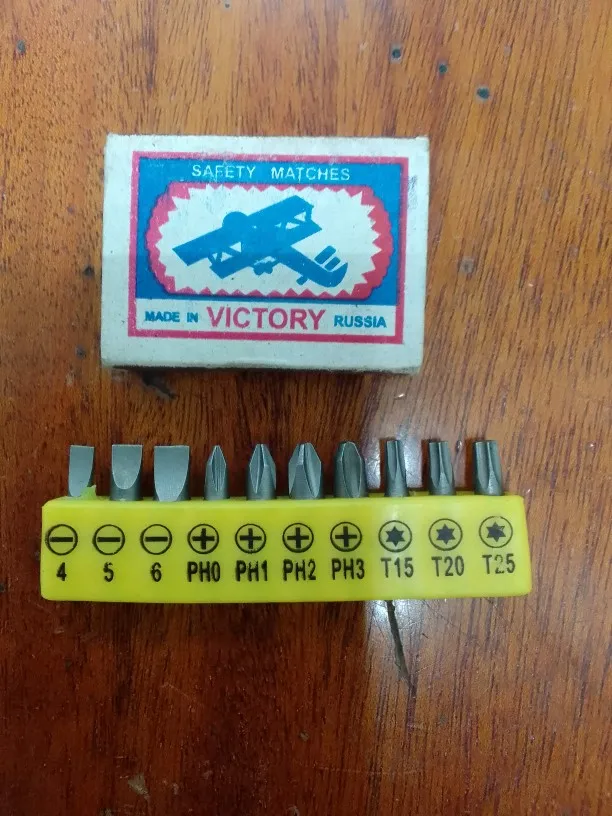 SAFETY MATCHES
MADE IN VICTORY RUSSIA
4 5 6 PH0 PH1 PH2 PH3 T15 T20 T25